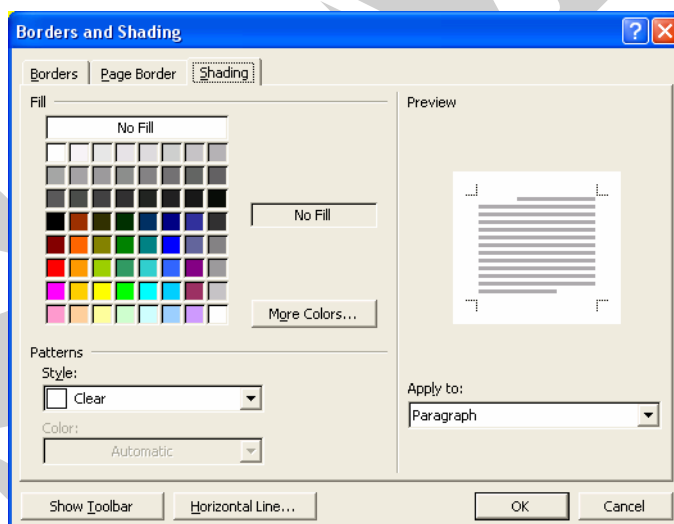 Borders and Shading
Borders
Page Border
Shading
Fill
No Fill
No Fill
More Colors...
Patterns
Style:
Clear
Color:
Automatic
Preview
Apply to:
Paragraph
Show Toolbar
Horizontal Line...
OK
Cancel